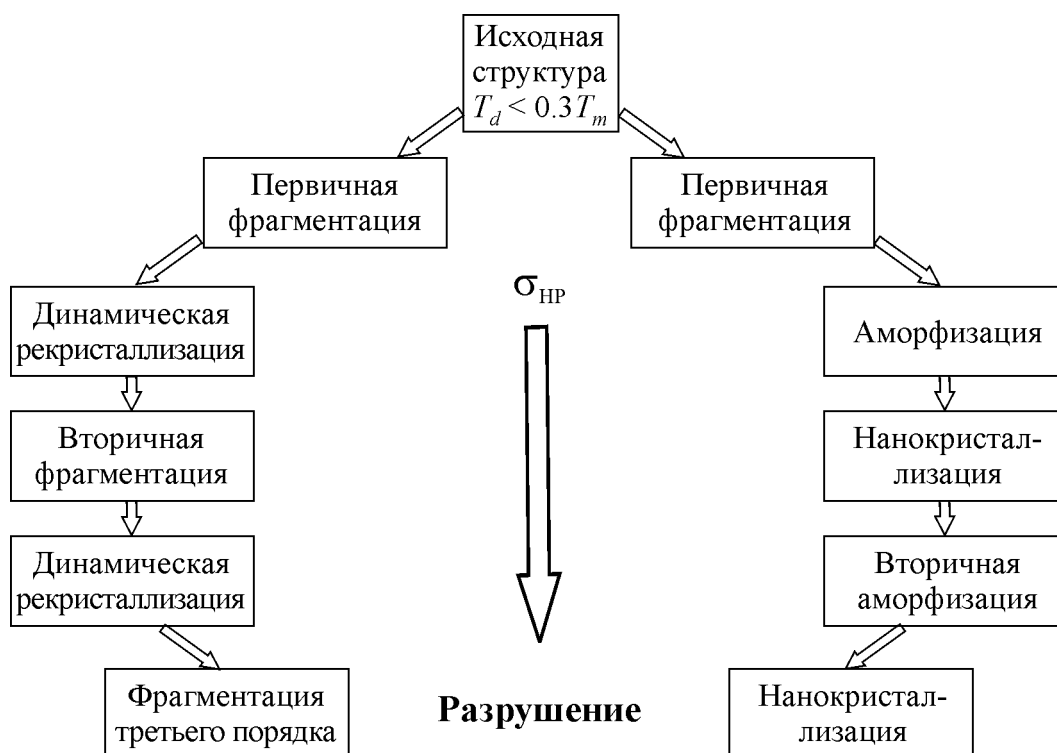 Исходная
структура
T_d < 0.3T_m
Первичная
фрагментация
Первичная
фрагментация
σ_HP
Динамическая
рекристаллизация
Аморфизация
Вторичная
фрагментация
Нанокристал-
лизация
Динамическая
рекристаллизация
Вторичная
аморфизация
Фрагментация
третьего порядка
Разрушение
Нанокристал-
лизация